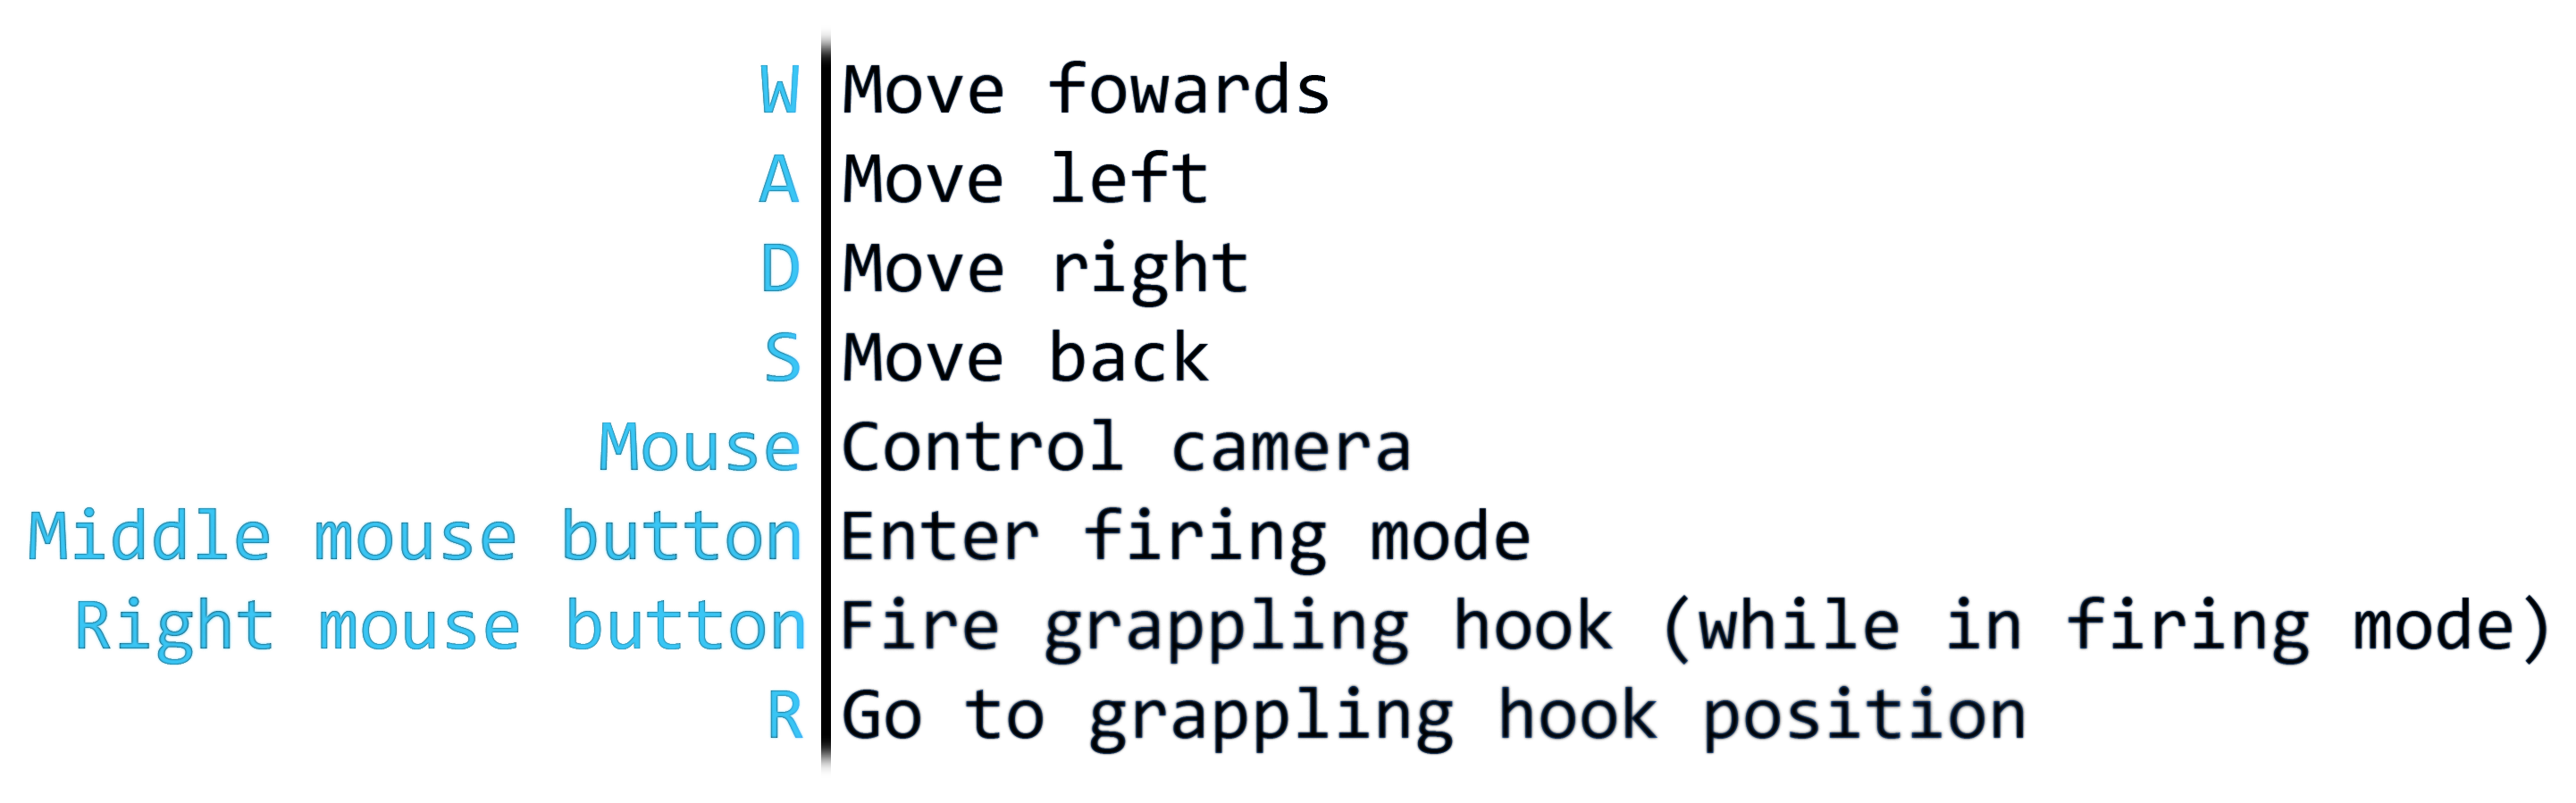 W Move fowards
A Move left
D Move right
S Move back
Mouse Control camera
Middle mouse button Enter firing mode
Right mouse button Fire grappling hook (while in firing mode)
R Go to grappling hook position